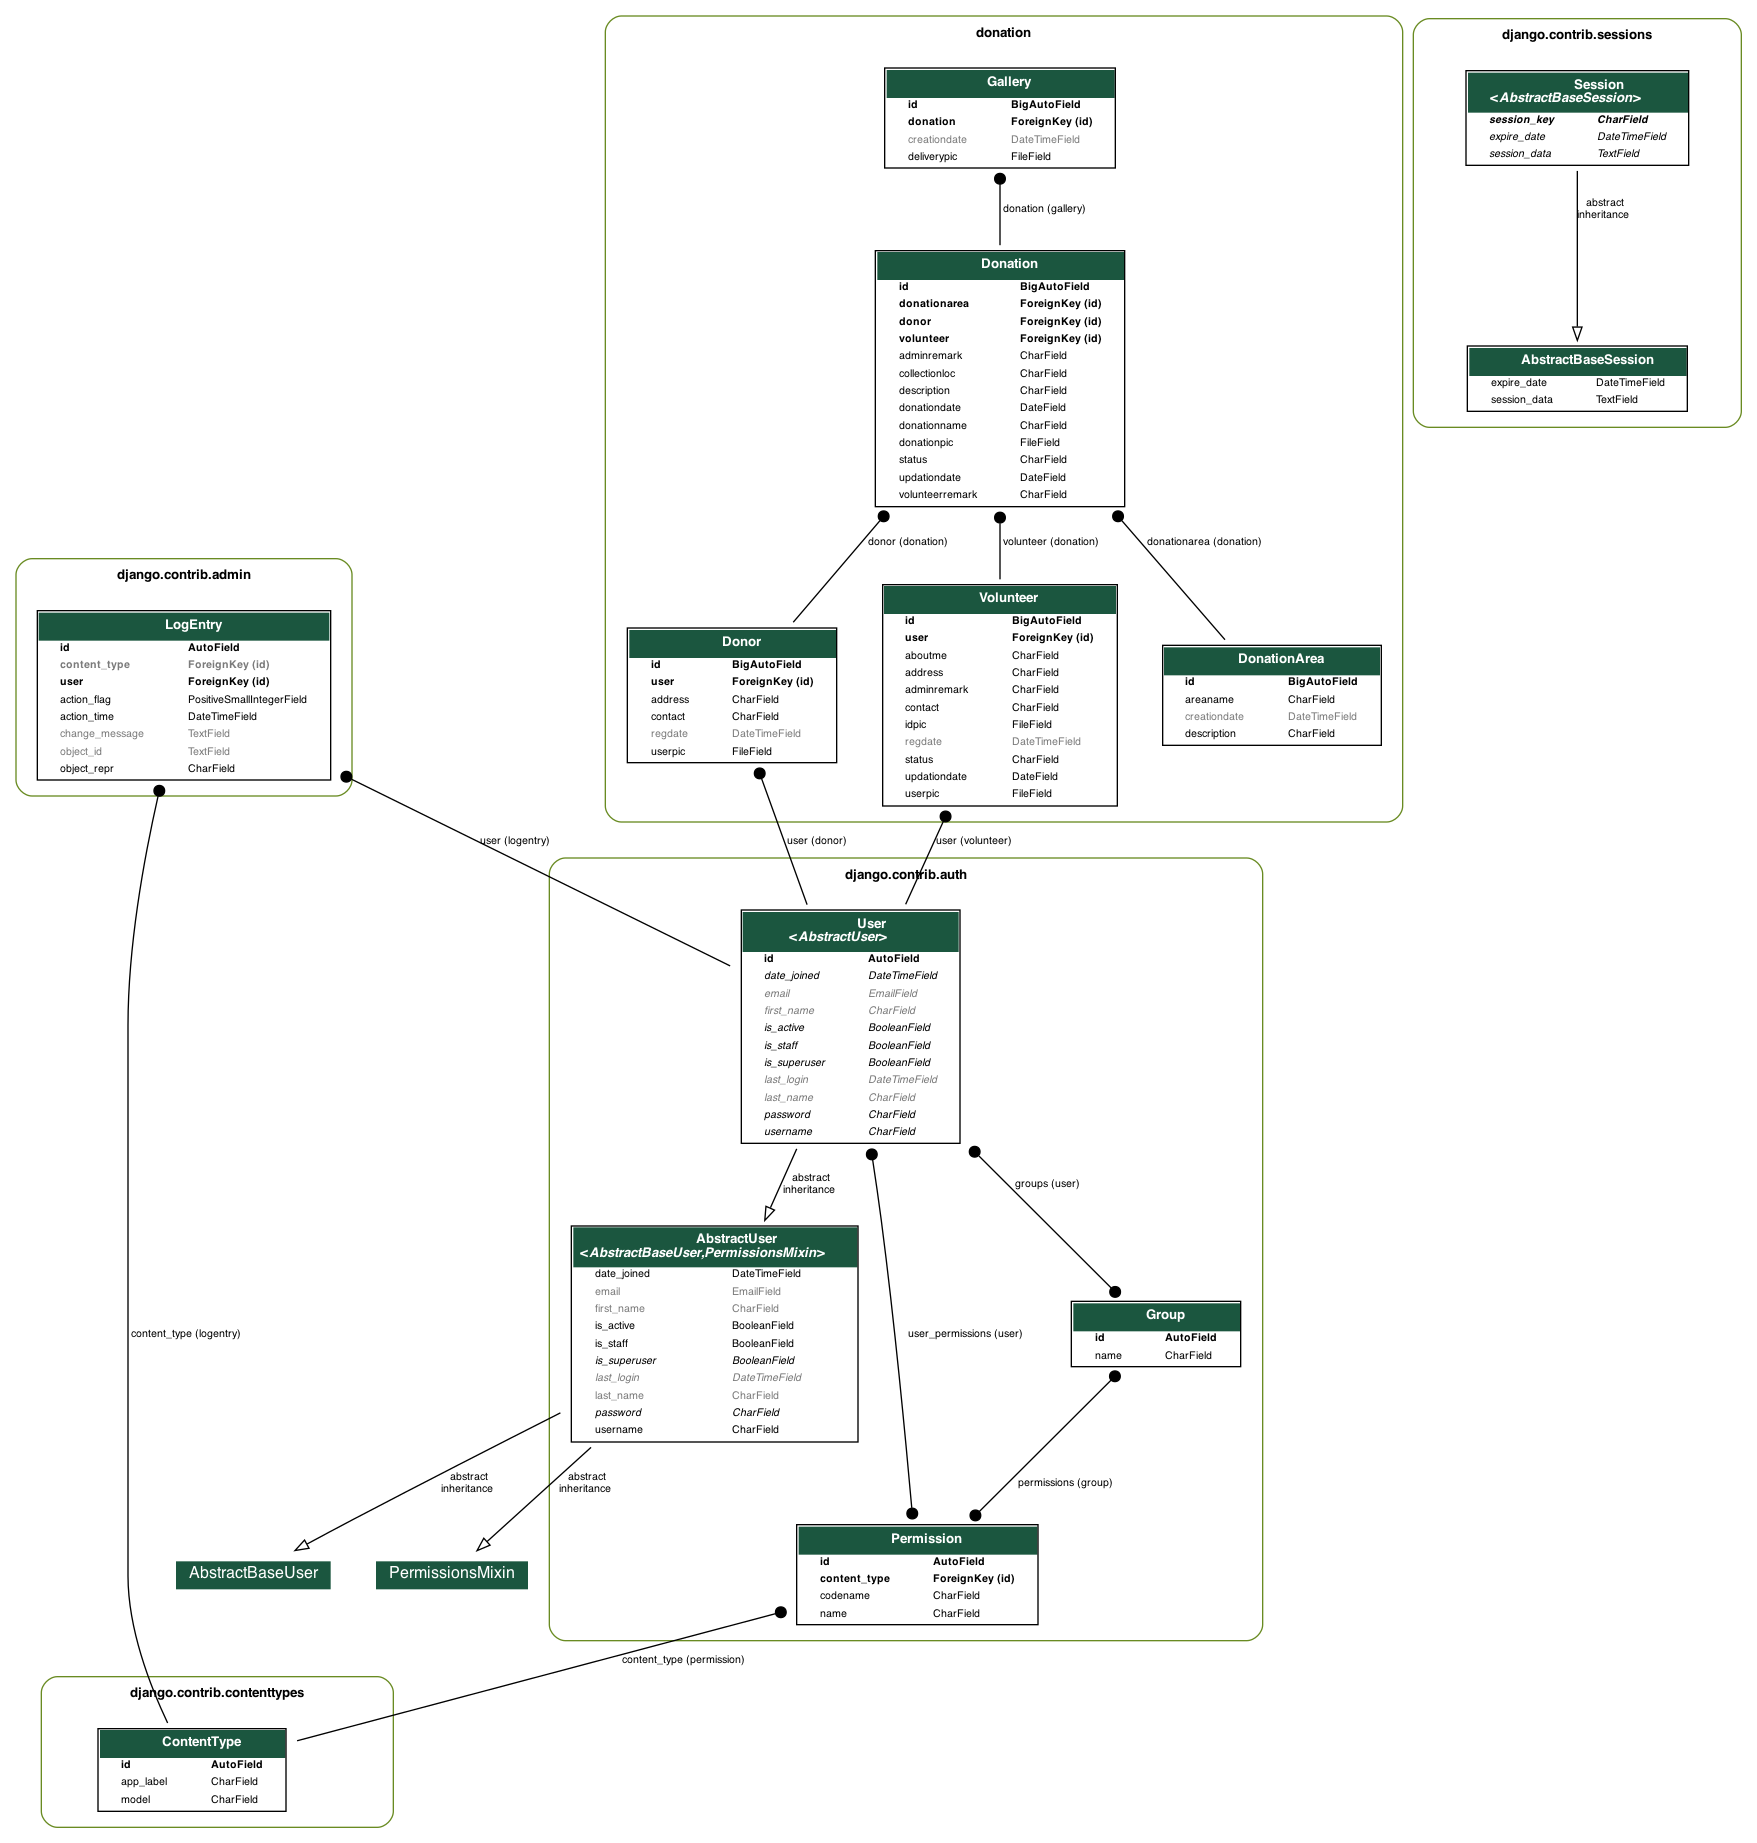 donation
Gallery
id BigAutoField
donation ForeignKey (id)
creationdate DateTimeField
deliverypic FileField
donation (gallery)
Donation
id BigAutoField
donationarea ForeignKey (id)
donor ForeignKey (id)
volunteer ForeignKey (id)
adminremark CharField
collectionloc CharField
description CharField
donationdate DateField
donationname CharField
donationpic FileField
status CharField
updationdate DateField
volunteerremark CharField
donor (donation)
volunteer (donation)
donationarea (donation)
Donor
id BigAutoField
user ForeignKey (id)
address CharField
contact CharField
regdate DateTimeField
userpic FileField
Volunteer
id BigAutoField
user ForeignKey (id)
aboutme CharField
address CharField
adminremark CharField
contact CharField
idpic FileField
regdate DateTimeField
status CharField
updationdate DateField
userpic FileField
DonationArea
id BigAutoField
areaname CharField
creationdate DateTimeField
description CharField
django.contrib.sessions
Session
<AbstractBaseSession>
session_key CharField
expire_date DateTimeField
session_data TextField
abstract
inheritance
AbstractBaseSession
expire_date DateTimeField
session_data TextField
django.contrib.admin
LogEntry
id AutoField
content_type ForeignKey (id)
user ForeignKey (id)
action_flag PositiveSmallIntegerField
action_time DateTimeField
change_message TextField
object_id TextField
object_repr CharField
user (logentry)
user (donor)
user (volunteer)
django.contrib.auth
User
<AbstractUser>
id AutoField
date_joined DateTimeField
email EmailField
first_name CharField
is_active BooleanField
is_staff BooleanField
is_superuser BooleanField
last_login DateTimeField
last_name CharField
password CharField
username CharField
abstract
inheritance
groups (user)
AbstractUser
<AbstractBaseUser,PermissionsMixin>
date_joined DateTimeField
email EmailField
first_name CharField
is_active BooleanField
is_staff BooleanField
is_superuser BooleanField
last_login DateTimeField
last_name CharField
password CharField
username CharField
user_permissions (user)
Group
id AutoField
name CharField
content_type (logentry)
abstract
inheritance
abstract
inheritance
permissions (group)
AbstractBaseUser
PermissionsMixin
Permission
id AutoField
content_type ForeignKey (id)
codename CharField
name CharField
content_type (permission)
django.contrib.contenttypes
ContentType
id AutoField
app_label CharField
model CharField